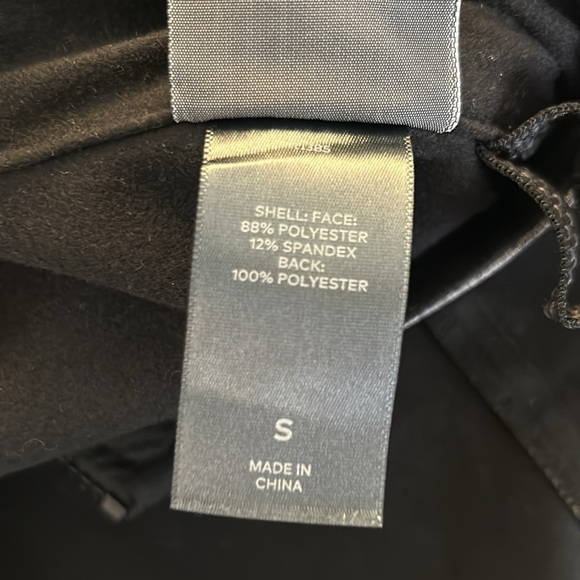 SHELL: FACE:
88% POLYESTER
12% SPANDEX
BACK:
100% POLYESTER
S
MADE IN
CHINA